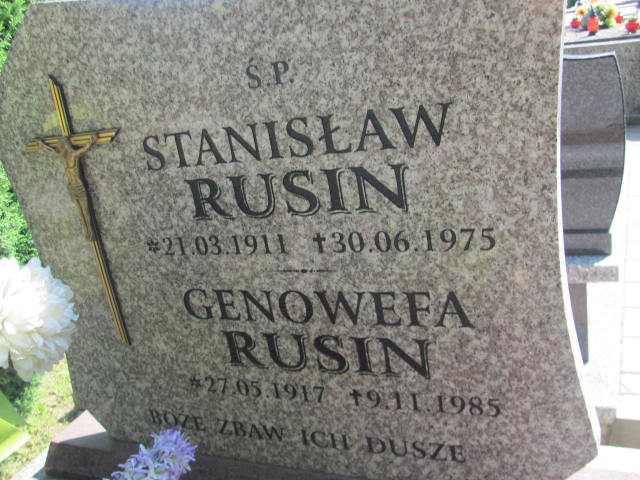 Ś.P.
STANISŁAW
RUSIN
*21.03.1911 †30.06.1975
GENOWEFA
RUSIN
*27.05.1917 †9.11.1985
BOŻE ZBAW ICH DUSZE